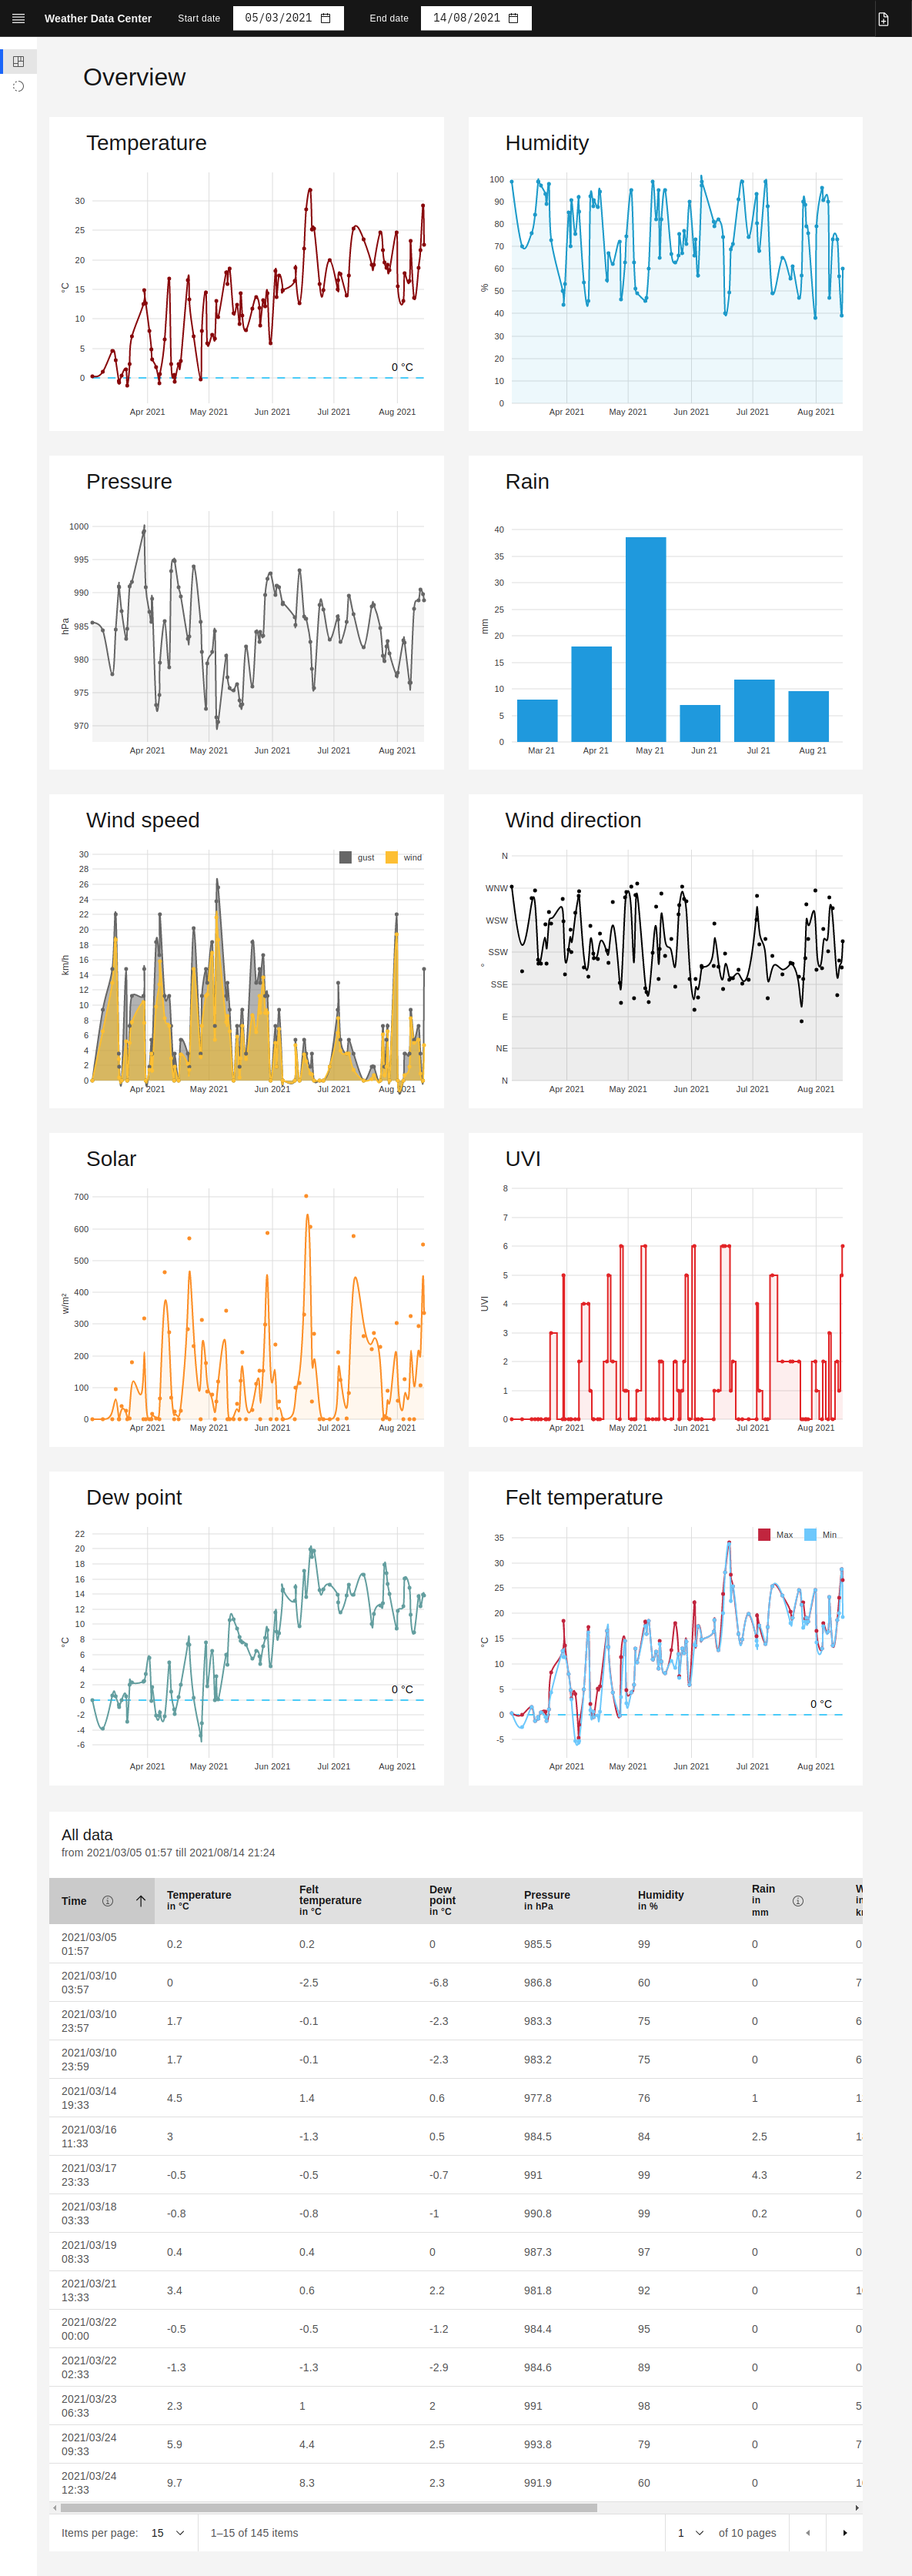 Weather Data Center Start date 05/03/2021 End date 14/08/2021
Overview
Temperature
°C
30
25
20
15
10
5
0
0 °C
Apr 2021 May 2021 Jun 2021 Jul 2021 Aug 2021
Humidity
%
100
90
80
70
60
50
40
30
20
10
0
Apr 2021 May 2021 Jun 2021 Jul 2021 Aug 2021
Pressure
hPa
1000
995
990
985
980
975
970
Apr 2021 May 2021 Jun 2021 Jul 2021 Aug 2021
Rain
mm
40
35
30
25
20
15
10
5
0
Mar 21 Apr 21 May 21 Jun 21 Jul 21 Aug 21
Wind speed
gust wind
km/h
30
28
26
24
22
20
18
16
14
12
10
8
6
4
2
0
Apr 2021 May 2021 Jun 2021 Jul 2021 Aug 2021
Wind direction
°
N
WNW
WSW
SSW
SSE
E
NE
N
Apr 2021 May 2021 Jun 2021 Jul 2021 Aug 2021
Solar
w/m²
700
600
500
400
300
200
100
0
Apr 2021 May 2021 Jun 2021 Jul 2021 Aug 2021
UVI
UVI
8
7
6
5
4
3
2
1
0
Apr 2021 May 2021 Jun 2021 Jul 2021 Aug 2021
Dew point
°C
22
20
18
16
14
12
10
8
6
4
2
0
-2
-4
-6
0 °C
Apr 2021 May 2021 Jun 2021 Jul 2021 Aug 2021
Felt temperature
Max Min
°C
35
30
25
20
15
10
5
0
-5
0 °C
Apr 2021 May 2021 Jun 2021 Jul 2021 Aug 2021
All data
from 2021/03/05 01:57 till 2021/08/14 21:24
Time Temperature in °C Felt temperature in °C Dew point in °C Pressure in hPa Humidity in % Rain in mm
2021/03/05 01:57 0.2 0.2 0 985.5 99 0 0
2021/03/10 03:57 0 -2.5 -6.8 986.8 60 0 7
2021/03/10 23:57 1.7 -0.1 -2.3 983.3 75 0 6
2021/03/10 23:59 1.7 -0.1 -2.3 983.2 75 0 6
2021/03/14 19:33 4.5 1.4 0.6 977.8 76 1
2021/03/16 11:33 3 -1.3 0.5 984.5 84 2.5
2021/03/17 23:33 -0.5 -0.5 -0.7 991 99 4.3 2
2021/03/18 03:33 -0.8 -0.8 -1 990.8 99 0.2 0
2021/03/19 08:33 0.4 0.4 0 987.3 97 0 0
2021/03/21 13:33 3.4 0.6 2.2 981.8 92 0
2021/03/22 00:00 -0.5 -0.5 -1.2 984.4 95 0 0
2021/03/22 02:33 -1.3 -1.3 -2.9 984.6 89 0 0
2021/03/23 06:33 2.3 1 2 991 98 0 5
2021/03/24 09:33 5.9 4.4 2.5 993.8 79 0 7
2021/03/24 12:33 9.7 8.3 2.3 991.9 60 0
Items per page: 15 1–15 of 145 items 1 of 10 pages